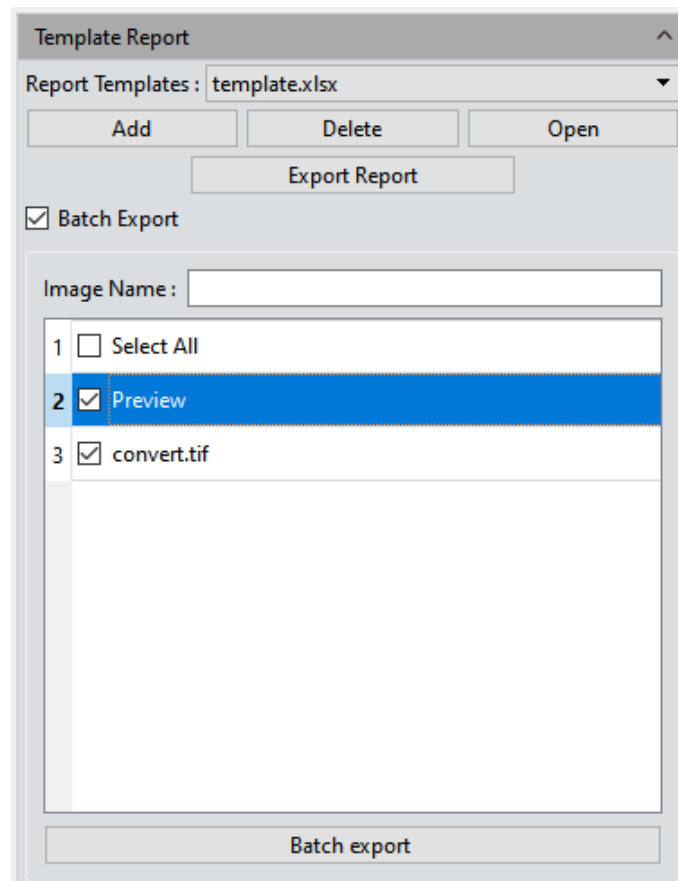 Template Report
Report Templates : template.xlsx
Add Delete Open
Export Report
Batch Export
Image Name :
1 Select All
2 Preview
3 convert.tif
Batch export